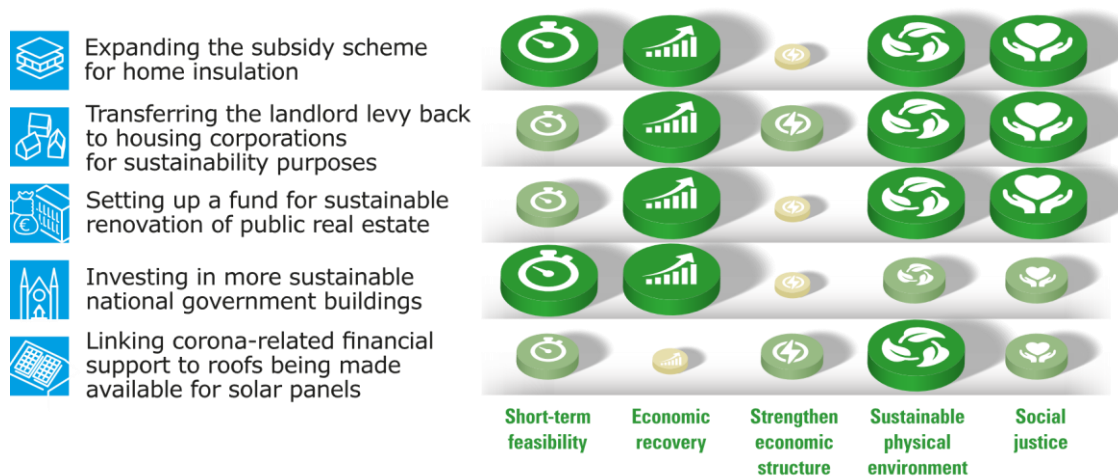 Expanding the subsidy scheme
for home insulation
Transferring the landlord levy back
to housing corporations
for sustainability purposes
Setting up a fund for sustainable
renovation of public real estate
€
Investing in more sustainable
national government buildings
Linking corona-related financial
support to roofs being made
available for solar panels
Short-term
feasibility
Economic
recovery
Strengthen
economic
structure
Sustainable
physical
environment
Social
justice